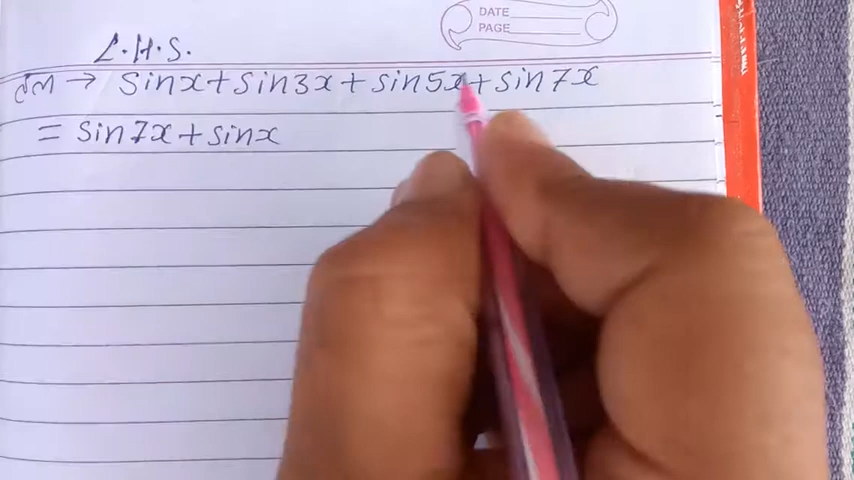 DATE
PAGE
L.H.S.
हल → sinx + sin3x + sin5x + sin7x
= sin7x + sinx